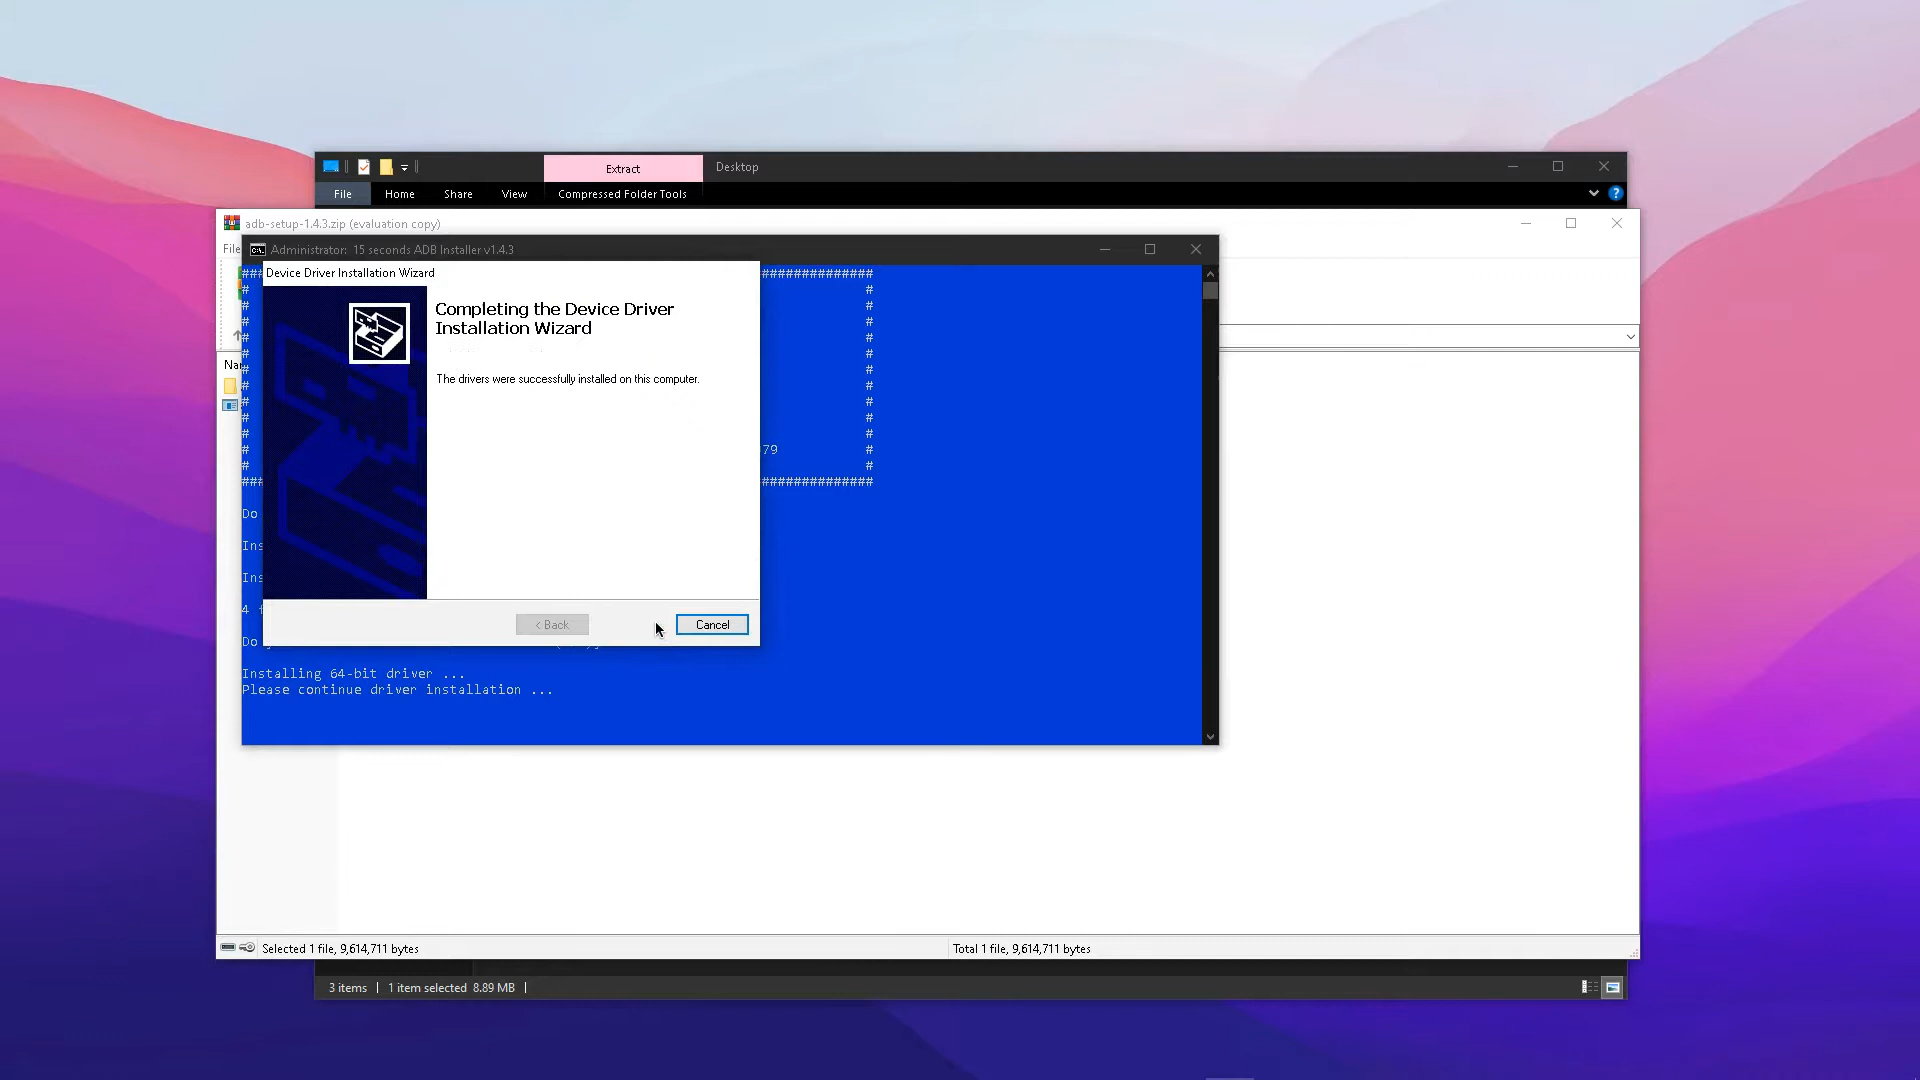 Extract
Desktop
File
Home
Share
View
Compressed Folder Tools
adb-setup-1.4.3.zip (evaluation copy)
File
Administrator: 15 seconds ADB Installer v1.4.3
Device Driver Installation Wizard
##############
#
#
#
#
#
#
#
#
#
#
79 #
#
##############
Completing the Device Driver
Installation Wizard
The drivers were successfully installed on this computer.
Do
4
Do
< Back
Cancel
Installing 64-bit driver ...
Please continue driver installation ...
Selected 1 file, 9,614,711 bytes
Total 1 file, 9,614,711 bytes
3 items
1 item selected 8.89 MB